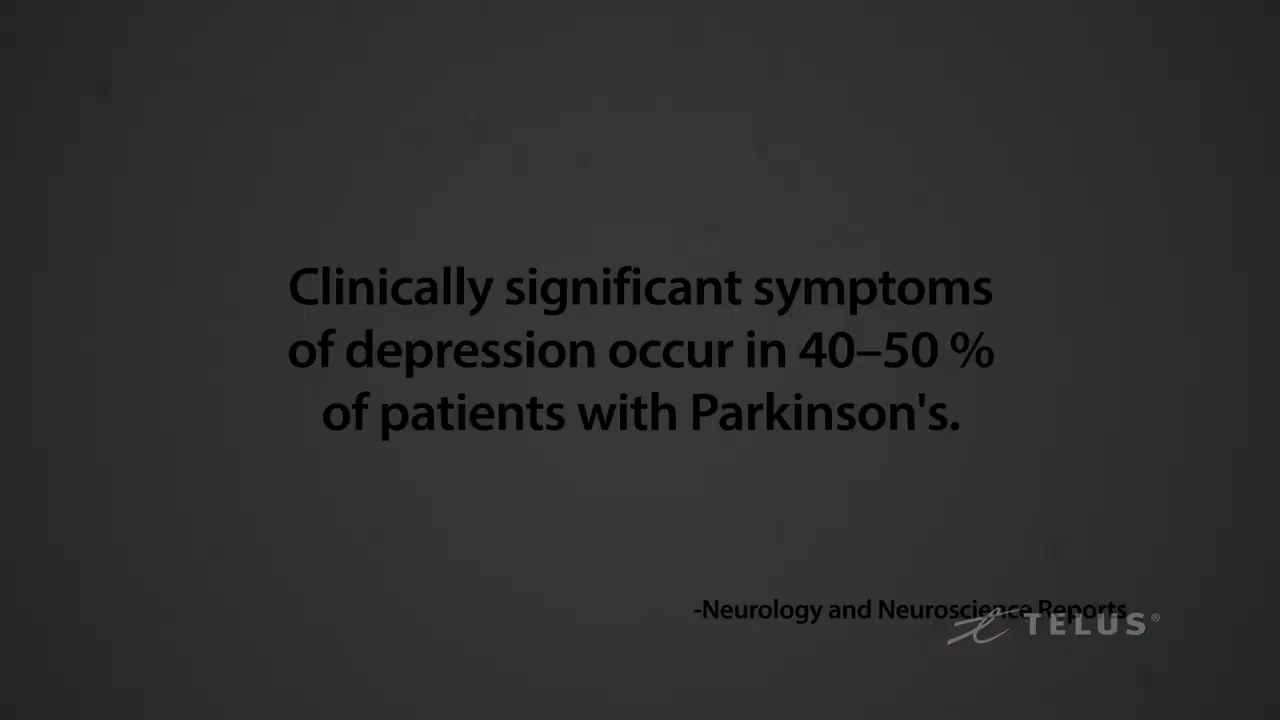 Clinically significant symptoms
of depression occur in 40–50 %
of patients with Parkinson's.
-Neurology and Neuroscience Reports
TELUS®